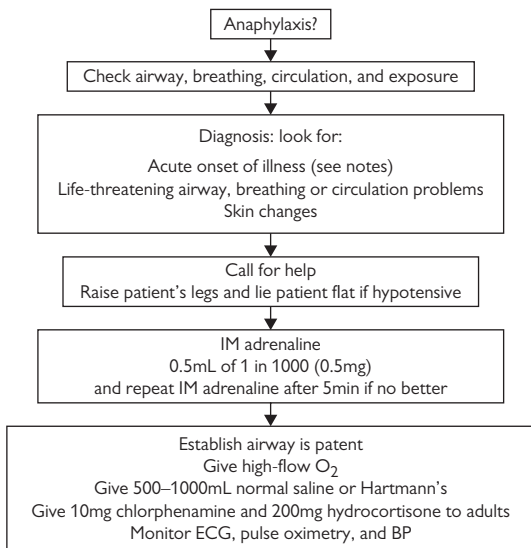 Anaphylaxis?
Check airway, breathing, circulation, and exposure
Diagnosis: look for:
Acute onset of illness (see notes)
Life-threatening airway, breathing or circulation problems
Skin changes
Call for help
Raise patient's legs and lie patient flat if hypotensive
IM adrenaline
0.5mL of 1 in 1000 (0.5mg)
and repeat IM adrenaline after 5min if no better
Establish airway is patent
Give high-flow O₂
Give 500–1000mL normal saline or Hartmann's
Give 10mg chlorphenamine and 200mg hydrocortisone to adults
Monitor ECG, pulse oximetry, and BP